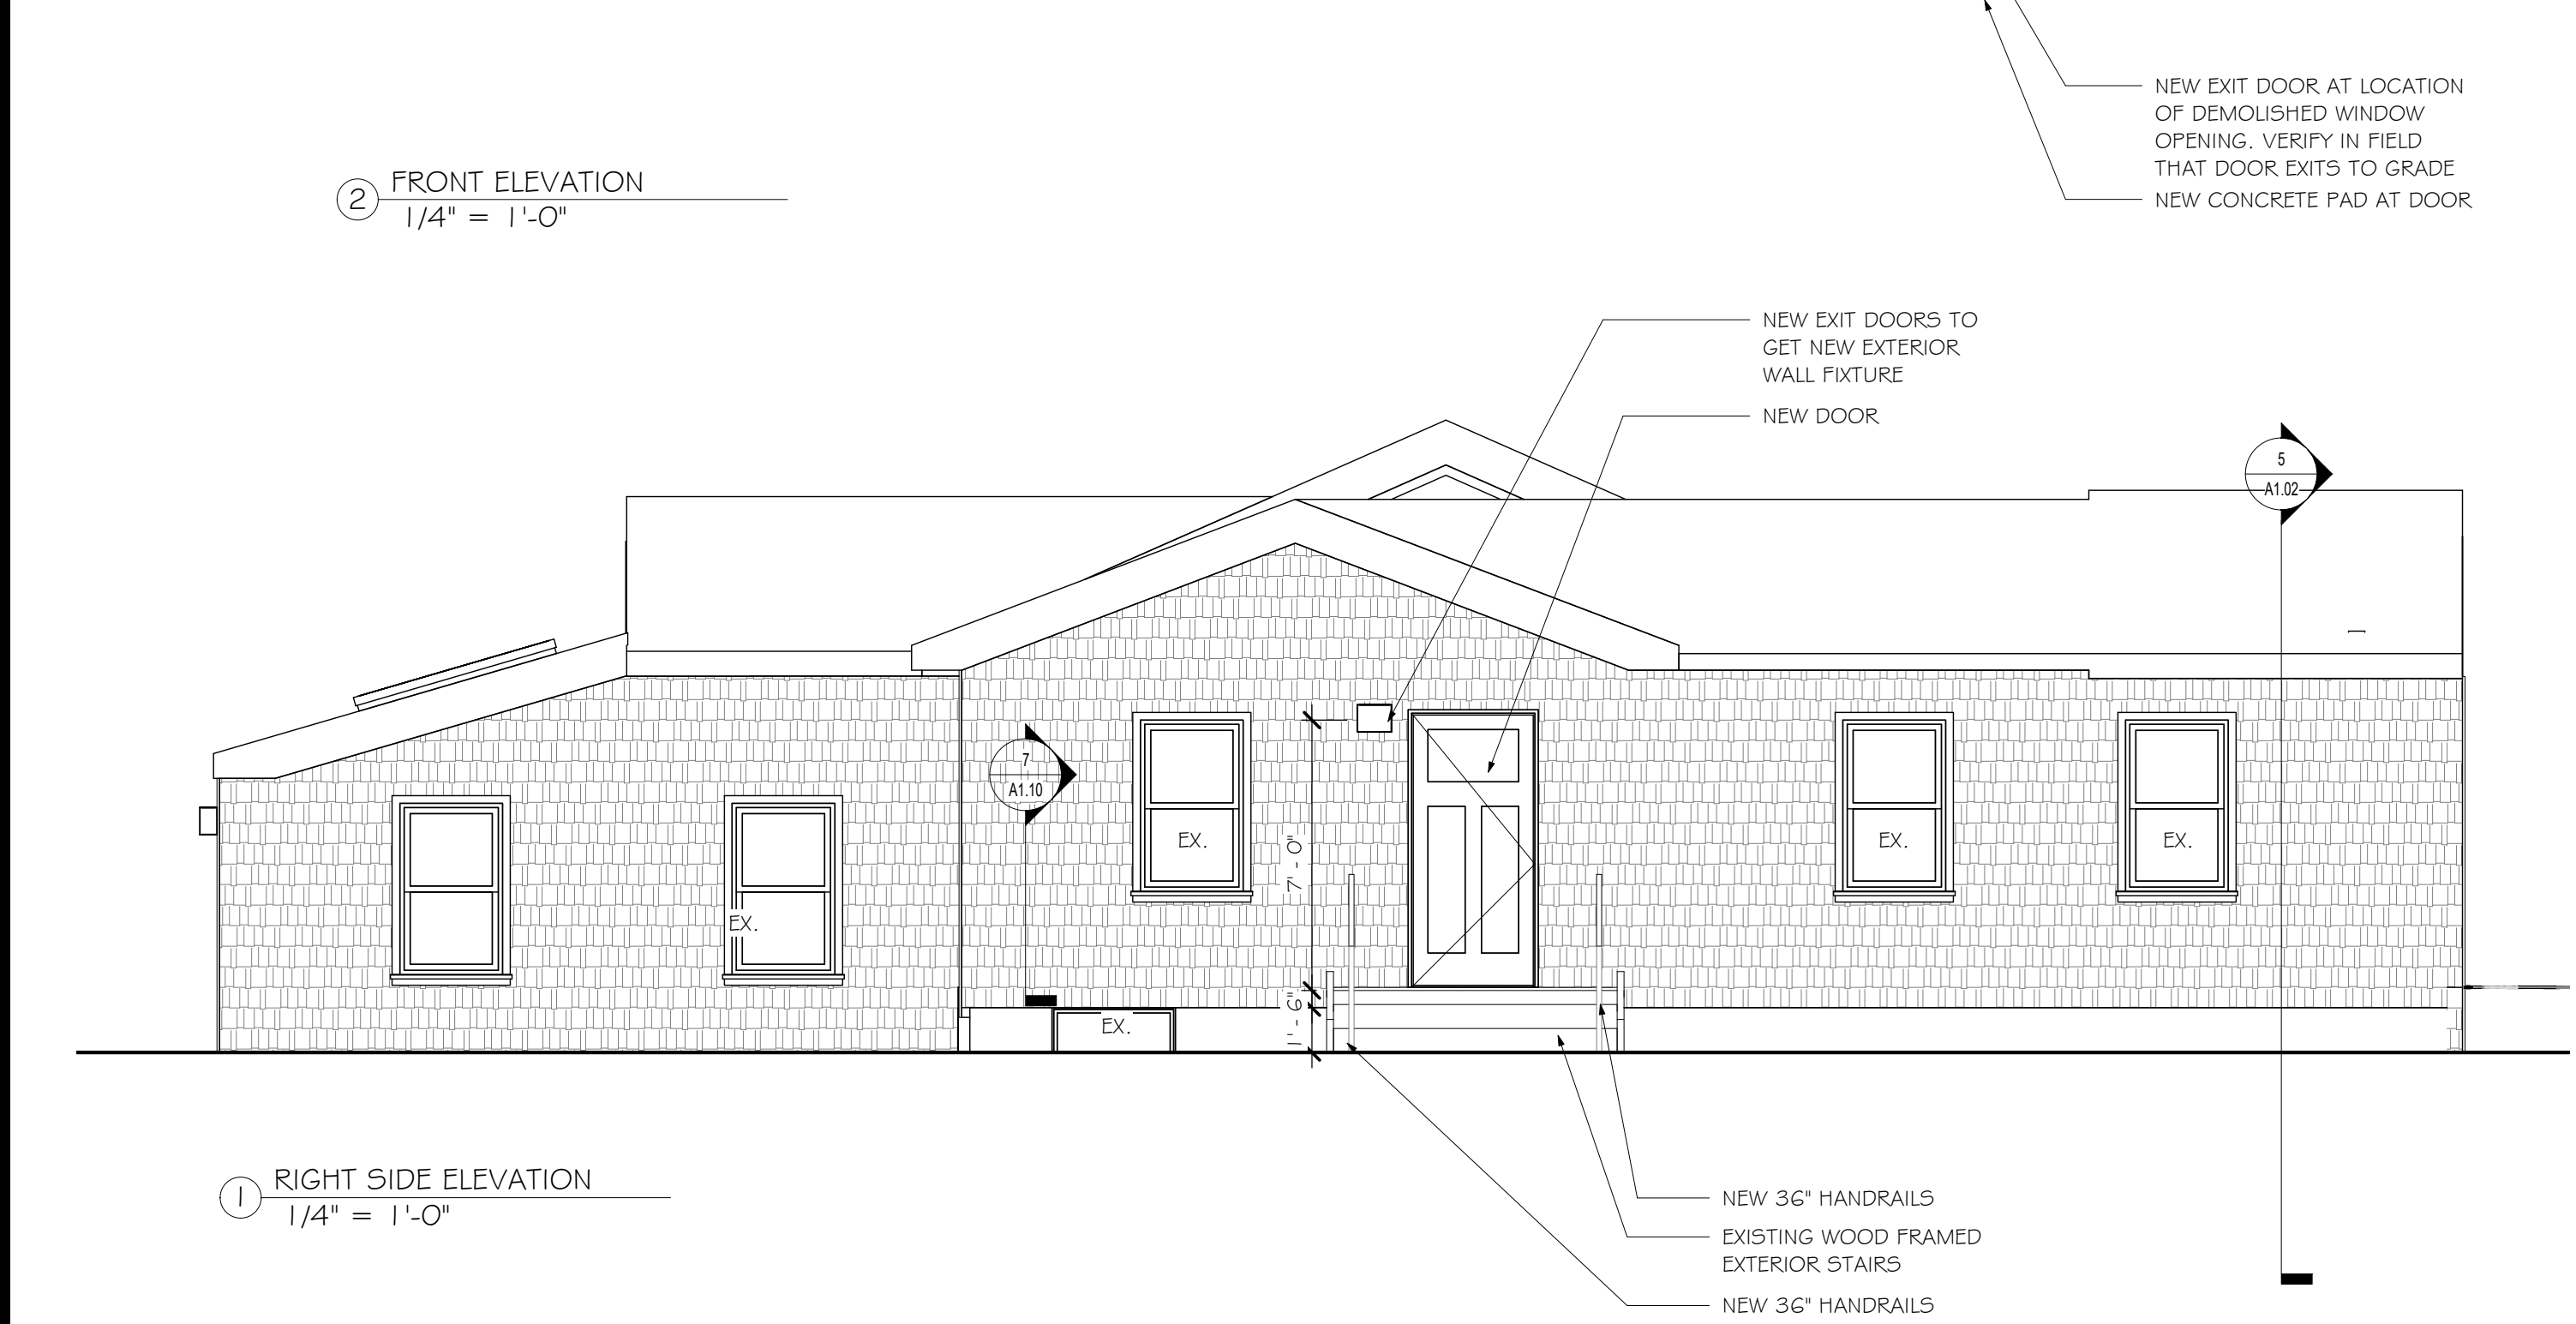 NEW EXIT DOOR AT LOCATION
OF DEMOLISHED WINDOW
OPENING. VERIFY IN FIELD
THAT DOOR EXITS TO GRADE
NEW CONCRETE PAD AT DOOR
2
FRONT ELEVATION
1/4" = 1'-0"
NEW EXIT DOORS TO
GET NEW EXTERIOR
WALL FIXTURE
NEW DOOR
5
A1.02
7
A1.10
EX.
EX.
EX.
EX.
EX.
7' - 0"
1' - 6"
1
RIGHT SIDE ELEVATION
1/4" = 1'-0"
NEW 36" HANDRAILS
EXISTING WOOD FRAMED
EXTERIOR STAIRS
NEW 36" HANDRAILS